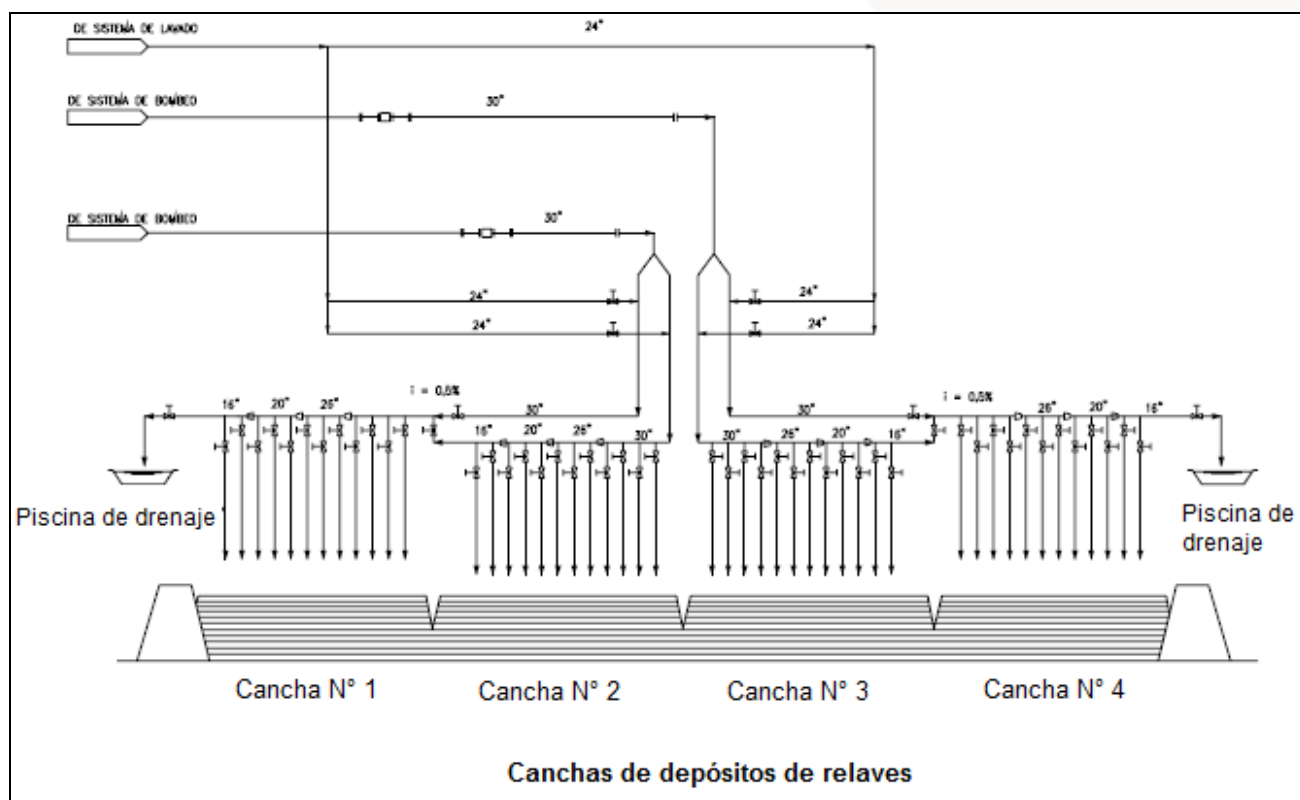 DE SISTEMA DE LAVADO
24"
DE SISTEMA DE BOMBEO
30"
DE SISTEMA DE BOMBEO
30"
24" 24"
24" 24"
16" 20" 26" i = 0,5% 30" 30" i = 0,5% 26" 20" 16"
16" 20" 26" 30" 30" 26" 20" 16"
Piscina de drenaje
Piscina de
drenaje
Cancha N° 1 Cancha N° 2 Cancha N° 3 Cancha N° 4
Canchas de depósitos de relaves